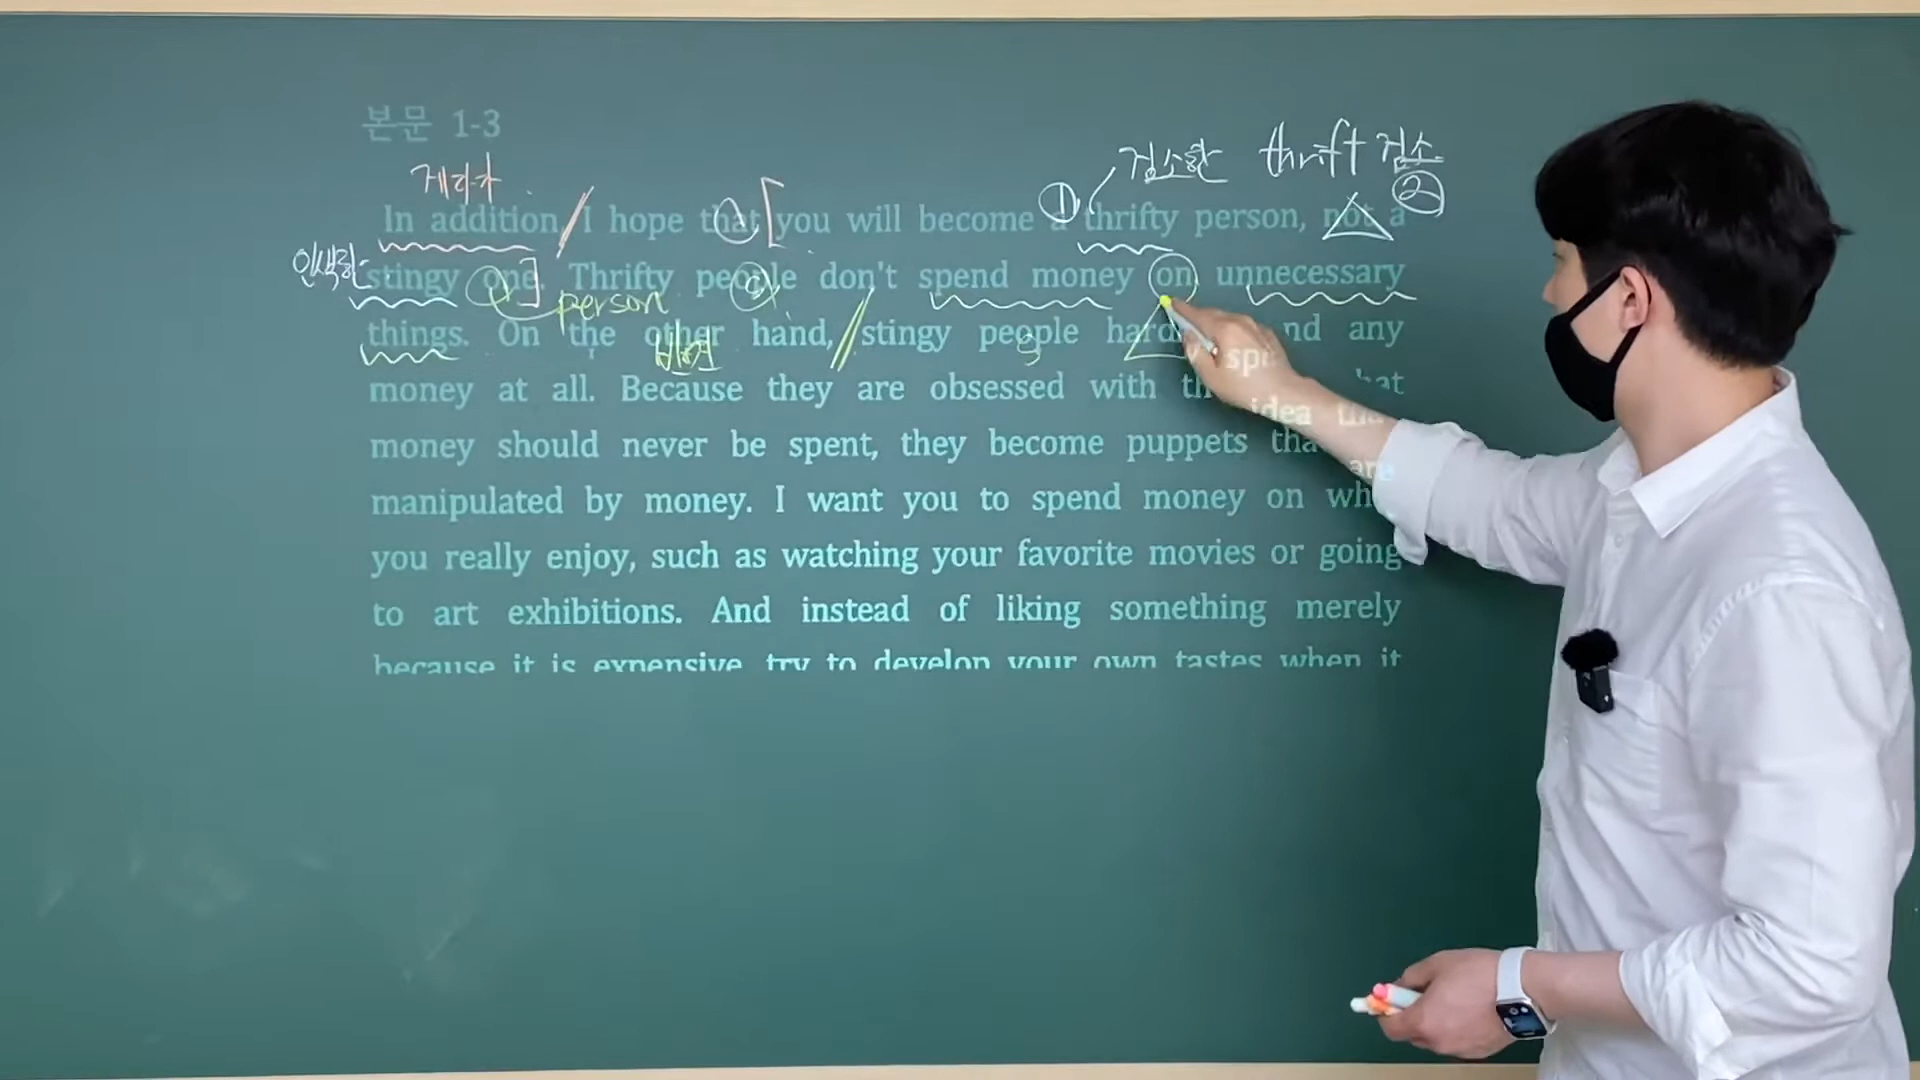 본문 1-3
검소한 thrift 검소
① ②
In addition, I hope that you will become a thrifty person, not a
인색한
stingy one. Thrifty people don't spend money on unnecessary
person
things. On the other hand, stingy people hardly spend any
money at all. Because they are obsessed with the idea that
money should never be spent, they become puppets that are
manipulated by money. I want you to spend money on what
you really enjoy, such as watching your favorite movies or going
to art exhibitions. And instead of liking something merely
because it is expensive, try to develop your own tastes when it